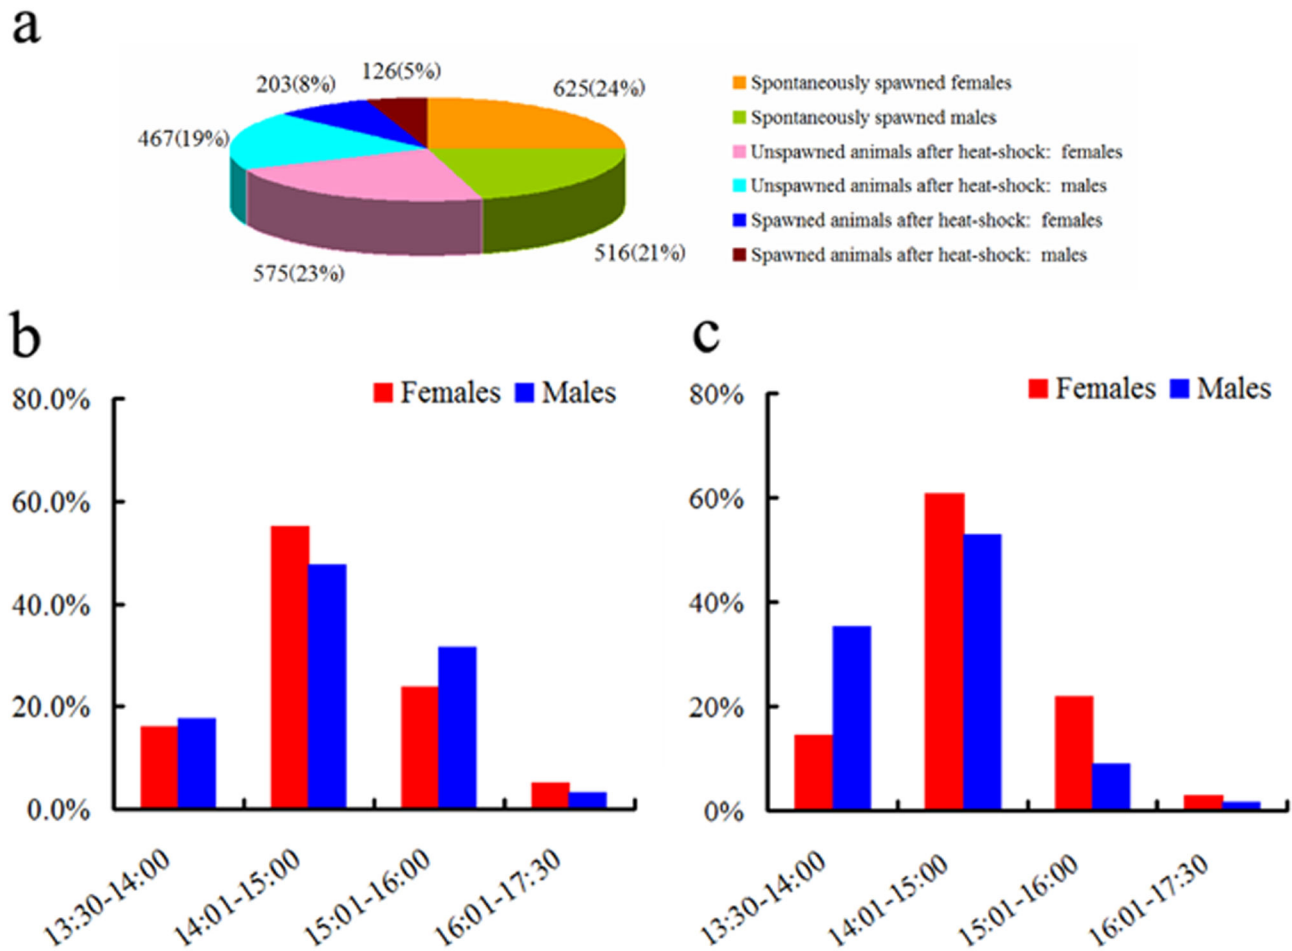 a
203(8%)
126(5%)
625(24%)
467(19%)
575(23%)
516(21%)
Spontaneously spawned females
Spontaneously spawned males
Unspawned animals after heat-shock: females
Unspawned animals after heat-shock: males
Spawned animals after heat-shock: females
Spawned animals after heat-shock: males
b
Females Males
80.0%
60.0%
40.0%
20.0%
0.0%
13:30-14:00
14:01-15:00
15:01-16:00
16:01-17:30
c
Females Males
80%
60%
40%
20%
0%
13:30-14:00
14:01-15:00
15:01-16:00
16:01-17:30